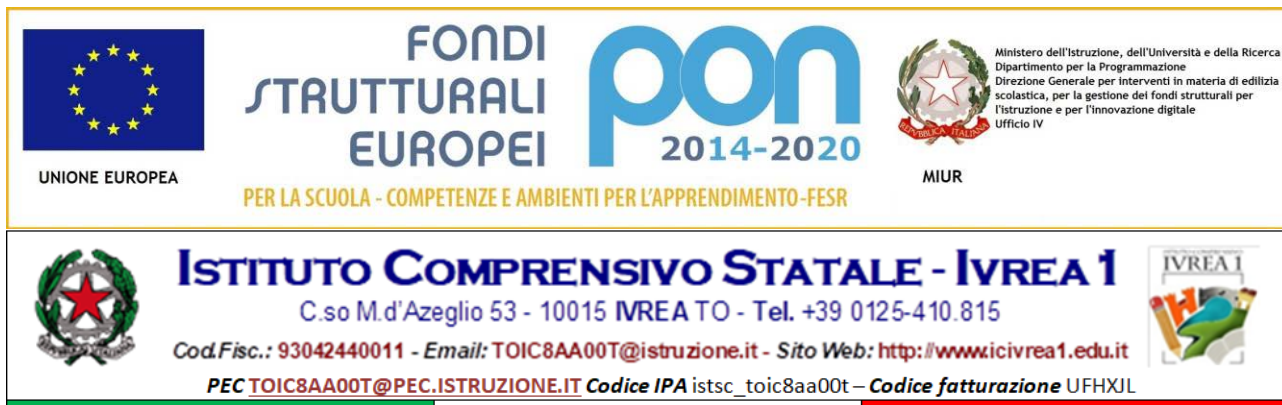 FONDI
STRUTTURALI
EUROPEI
pon
2014-2020
UNIONE EUROPEA
PER LA SCUOLA - COMPETENZE E AMBIENTI PER L'APPRENDIMENTO-FESR
REPUBBLICA ITALIANA
MIUR
Ministero dell'Istruzione, dell'Università e della Ricerca
Dipartimento per la Programmazione
Direzione Generale per interventi in materia di edilizia
scolastica, per la gestione dei fondi strutturali per
l'istruzione e per l'innovazione digitale
Ufficio IV
ISTITUTO COMPRENSIVO STATALE - IVREA 1
C.so M.d'Azeglio 53 - 10015 IVREA TO - Tel. +39 0125-410.815
Cod.Fisc.: 93042440011 - Email: TOIC8AA00T@istruzione.it - Sito Web: http://www.icivrea1.edu.it
PEC TOIC8AA00T@PEC.ISTRUZIONE.IT Codice IPA istsc_toic8aa00t – Codice fatturazione UFHXJL
IVREA 1